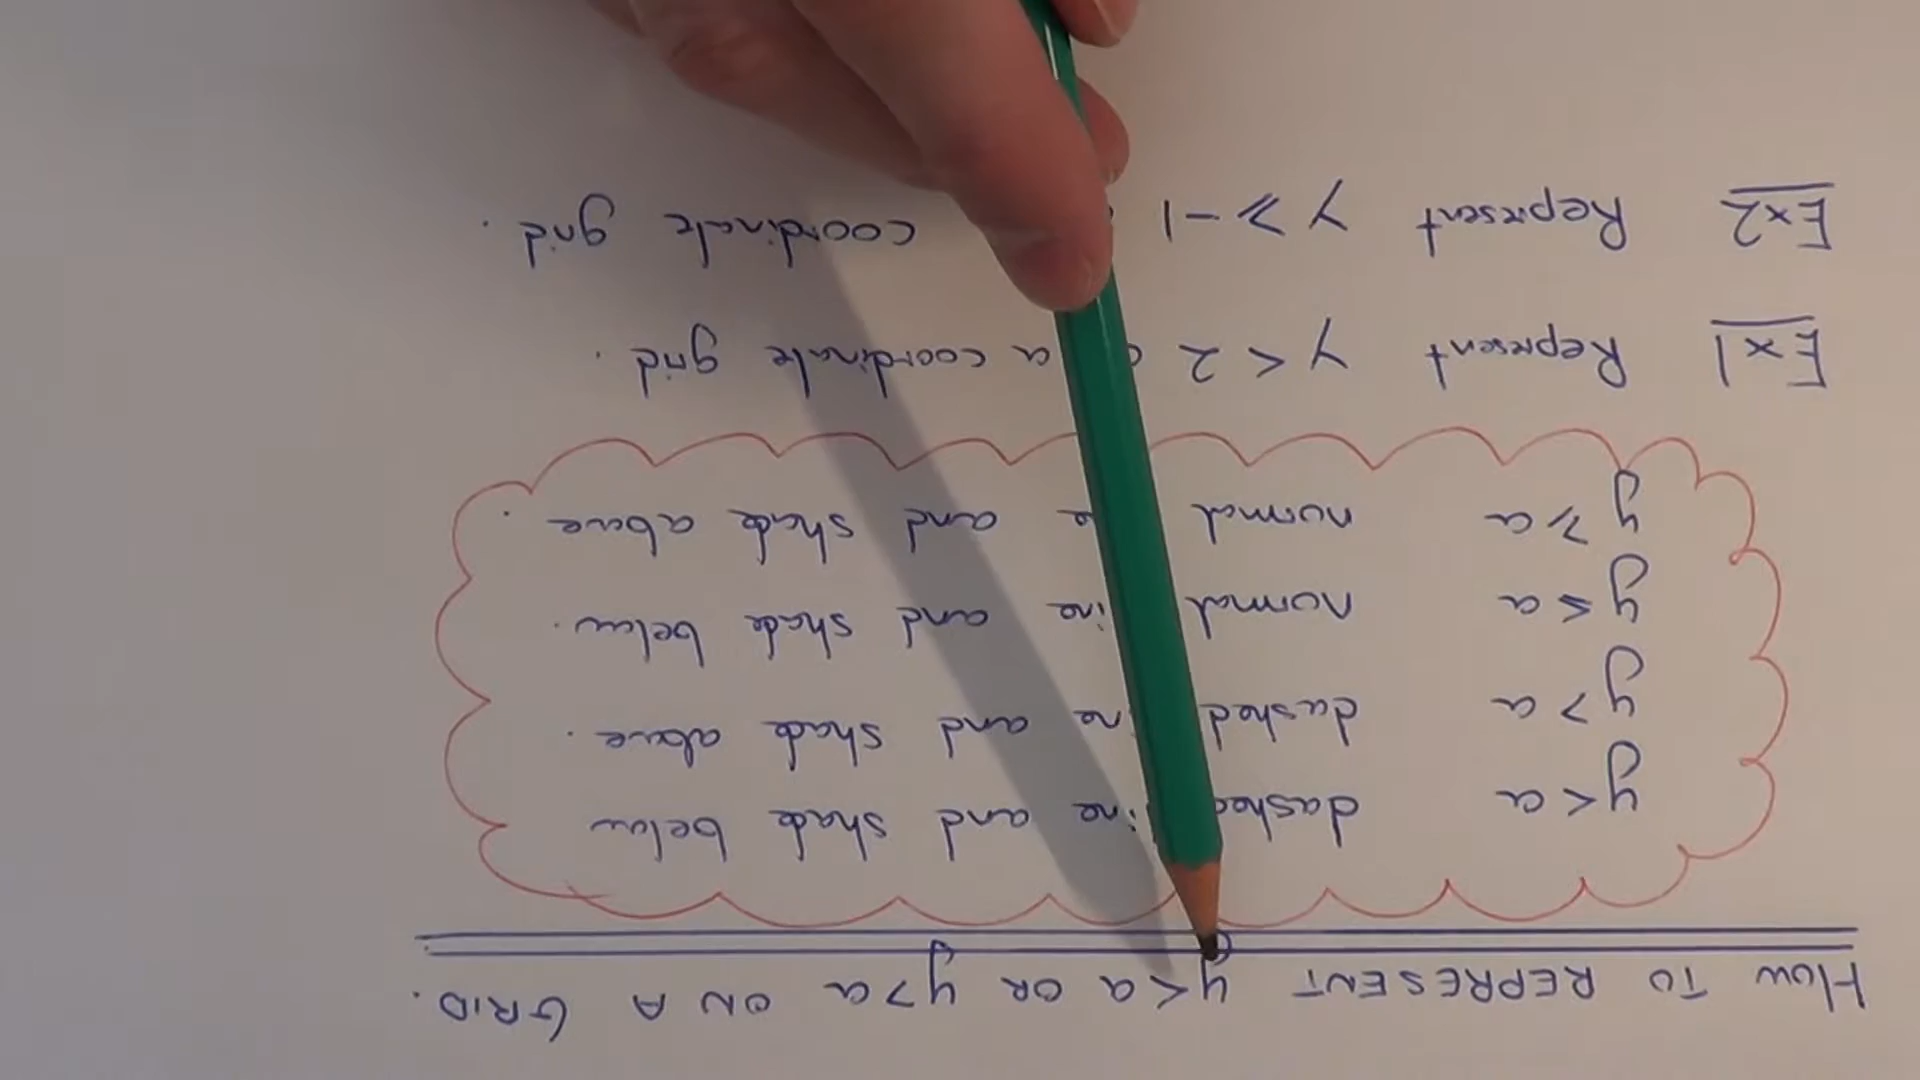 HOW TO REPRESENT y<a OR y>a ON A GRID.
y < a dashed line and shade below
y > a dashed line and shade above.
y ≤ a normal line and shade below.
y ≥ a normal line and shade above.
Ex1 Represent y < 2 a coordinate grid.
Ex2 Represent y ≥ -1 coordinate grid.